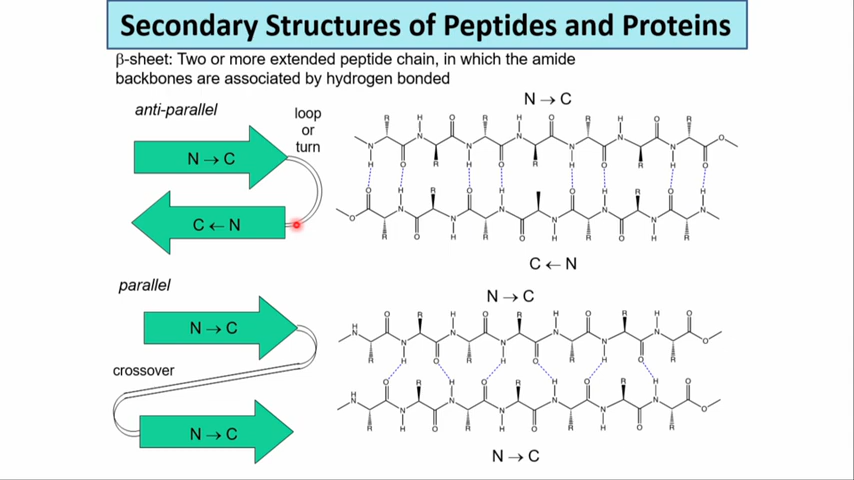 Secondary Structures of Peptides and Proteins
β-sheet: Two or more extended peptide chain, in which the amide
backbones are associated by hydrogen bonded
anti-parallel
loop
or
turn
N → C
C ← N
N → C
C ← N
parallel
N → C
crossover
N → C
N → C
N → C